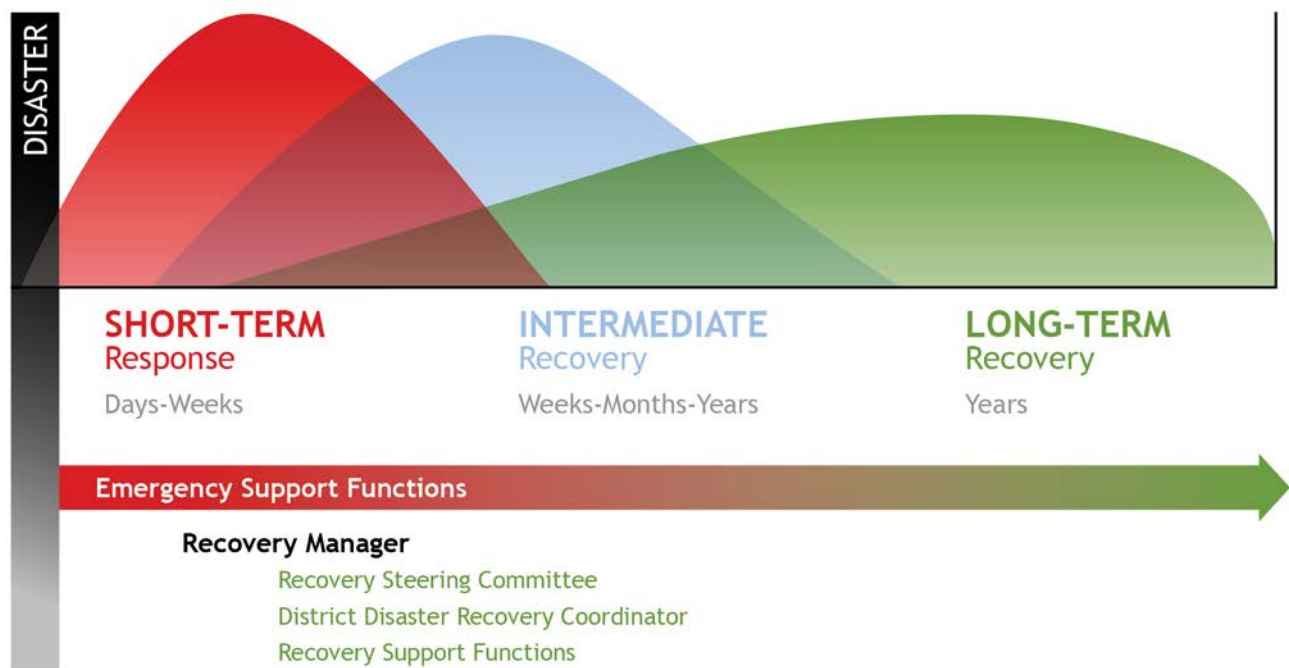 DISASTER
SHORT-TERM
Response
Days-Weeks
INTERMEDIATE
Recovery
Weeks-Months-Years
LONG-TERM
Recovery
Years
Emergency Support Functions
Recovery Manager
Recovery Steering Committee
District Disaster Recovery Coordinator
Recovery Support Functions